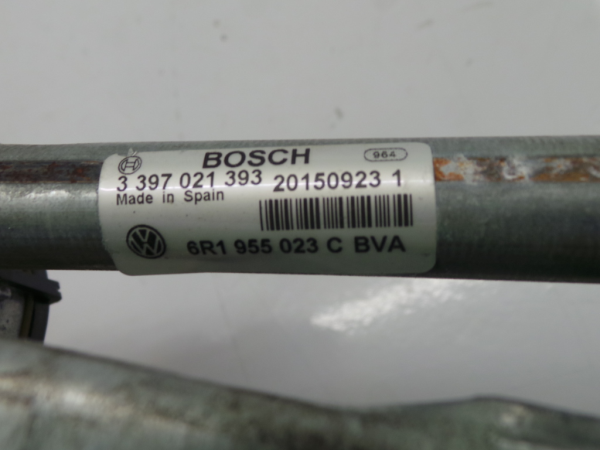 BOSCH 964
3 397 021 393 20150923 1
Made in Spain
6R1 955 023 C BVA